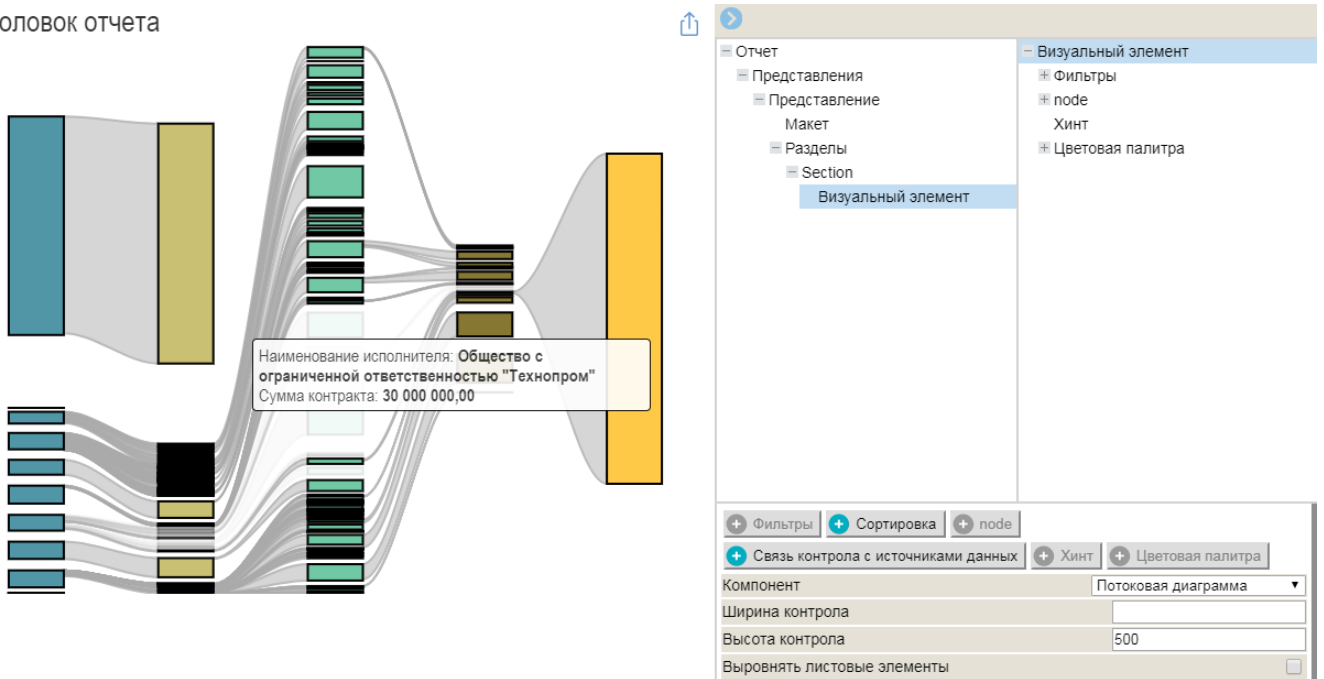 оловок отчета
Наименование исполнителя: Общество с
ограниченной ответственностью "Технопром"
Сумма контракта: 30 000 000,00
Отчет
Представления
Представление
Макет
Разделы
Section
Визуальный элемент
Визуальный элемент
Фильтры
node
Хинт
Цветовая палитра
Фильтры Сортировка node
Связь контрола с источниками данных Хинт Цветовая палитра
Компонент Потоковая диаграмма
Ширина контрола
Высота контрола 500
Выровнять листовые элементы